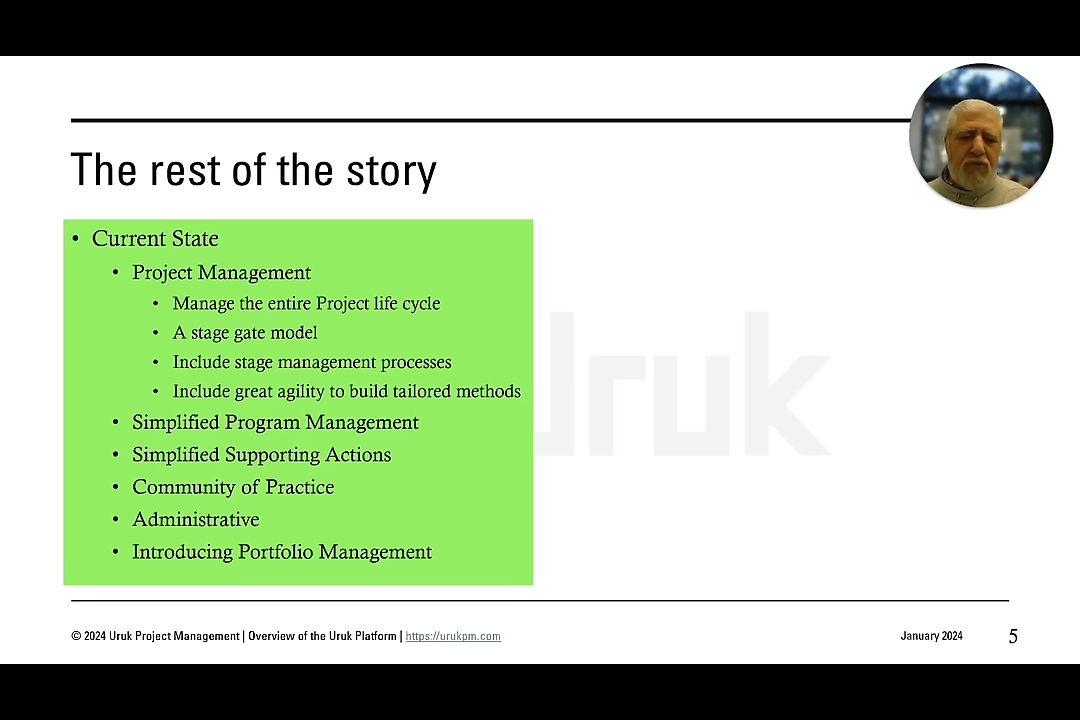 The rest of the story
• Current State
• Project Management
• Manage the entire Project life cycle
• A stage gate model
• Include stage management processes
• Include great agility to build tailored methods
• Simplified Program Management
• Simplified Supporting Actions
• Community of Practice
• Administrative
• Introducing Portfolio Management
uruk
© 2024 Uruk Project Management | Overview of the Uruk Platform | https://urukpm.com
January 2024
5